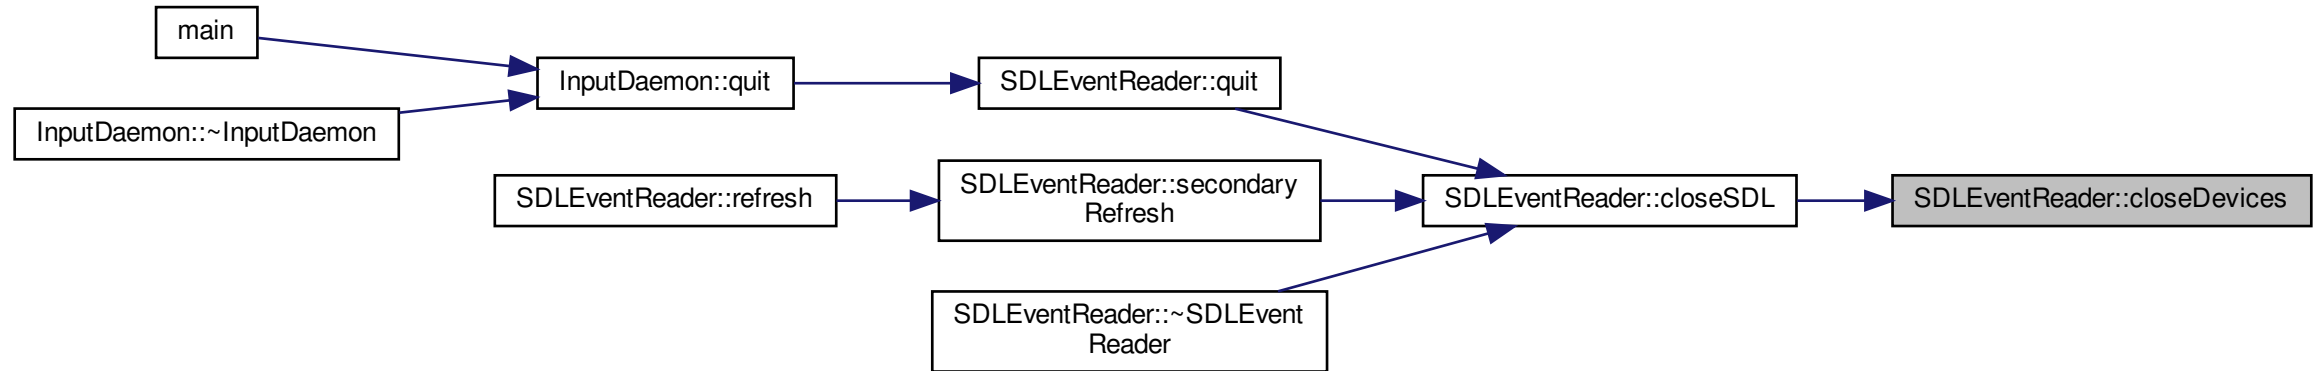 main
InputDaemon::~InputDaemon
InputDaemon::quit
SDLEventReader::quit
SDLEventReader::refresh
SDLEventReader::secondary
Refresh
SDLEventReader::~SDLEvent
Reader
SDLEventReader::closeSDL
SDLEventReader::closeDevices